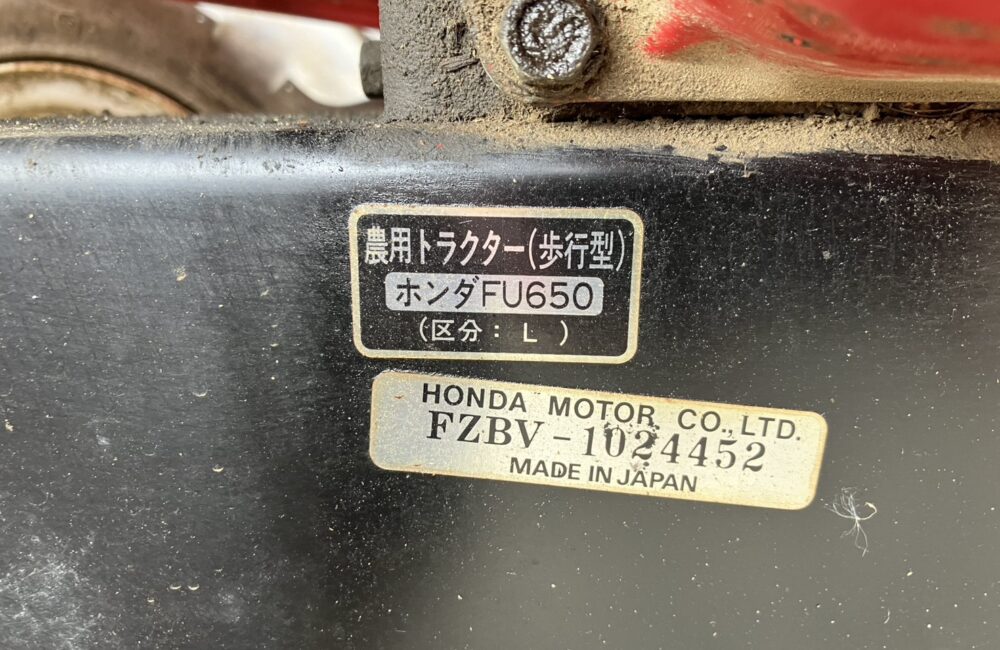 農用トラクター(歩行型)
ホンダFU650
(区分: L )
HONDA MOTOR CO.,LTD.
FZBV-1024452
MADE IN JAPAN